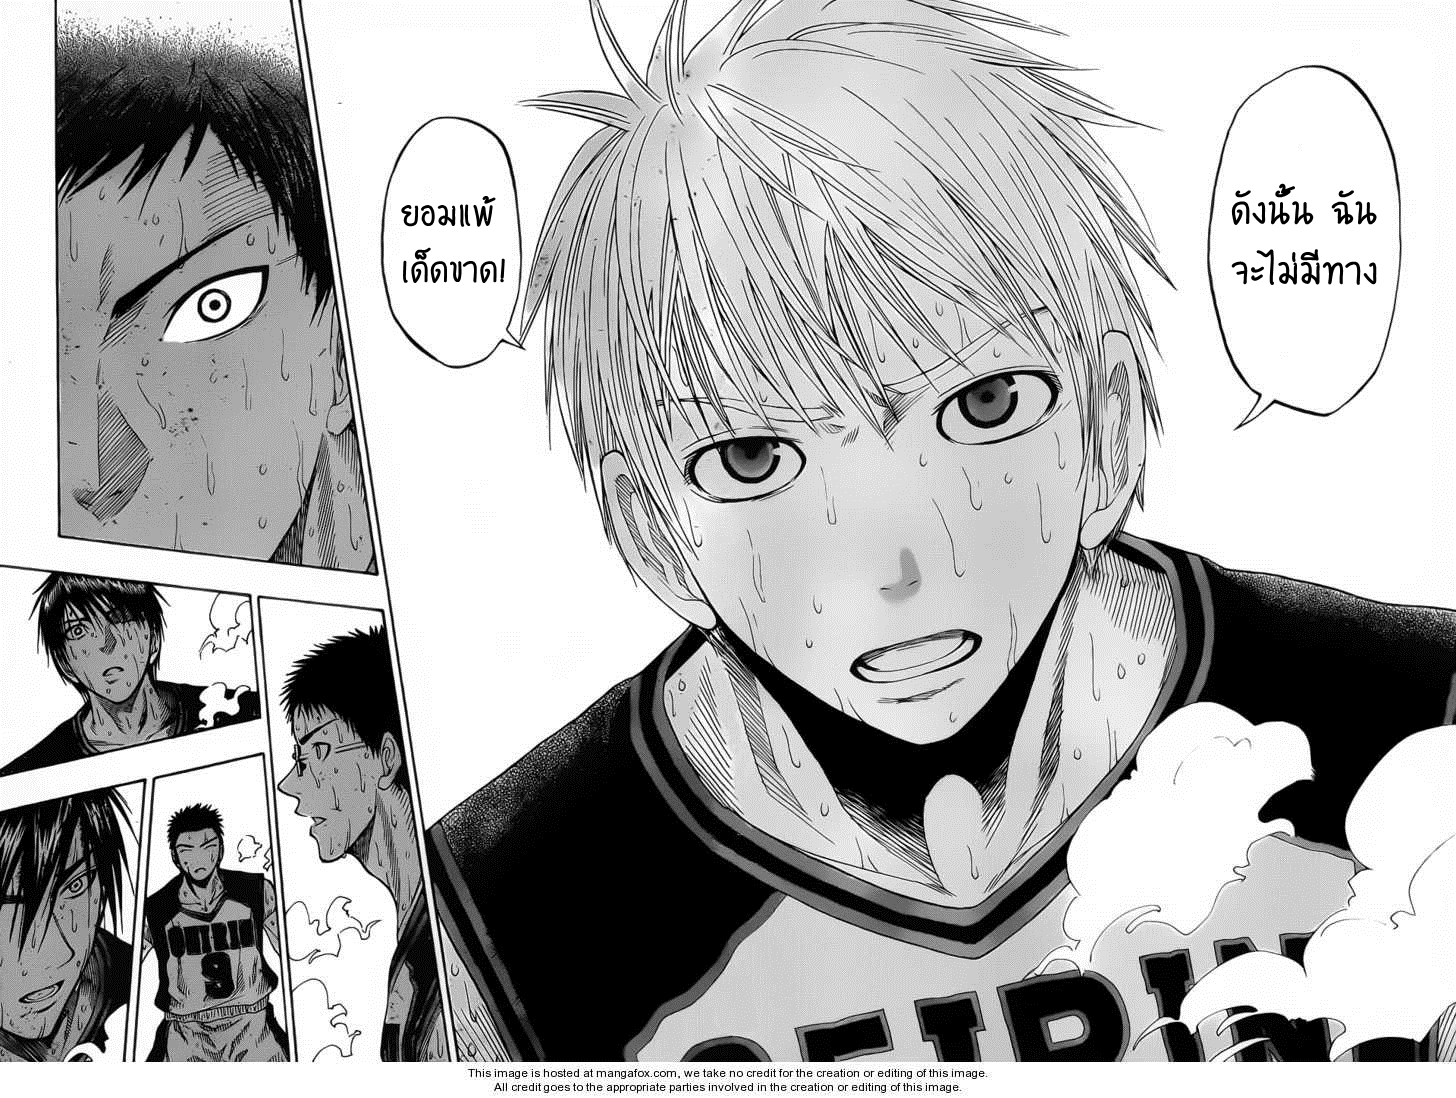 ดังนั้น ฉัน
จะไม่มีทาง
ยอมแพ้
เด็ดขาด!
SEIRIN
SEIRIN
9
This image is hosted at mangafox.com, we take no credit for the creation or editing of this image.
All credit goes to the appropriate parties involved in the creation or editing of this image.